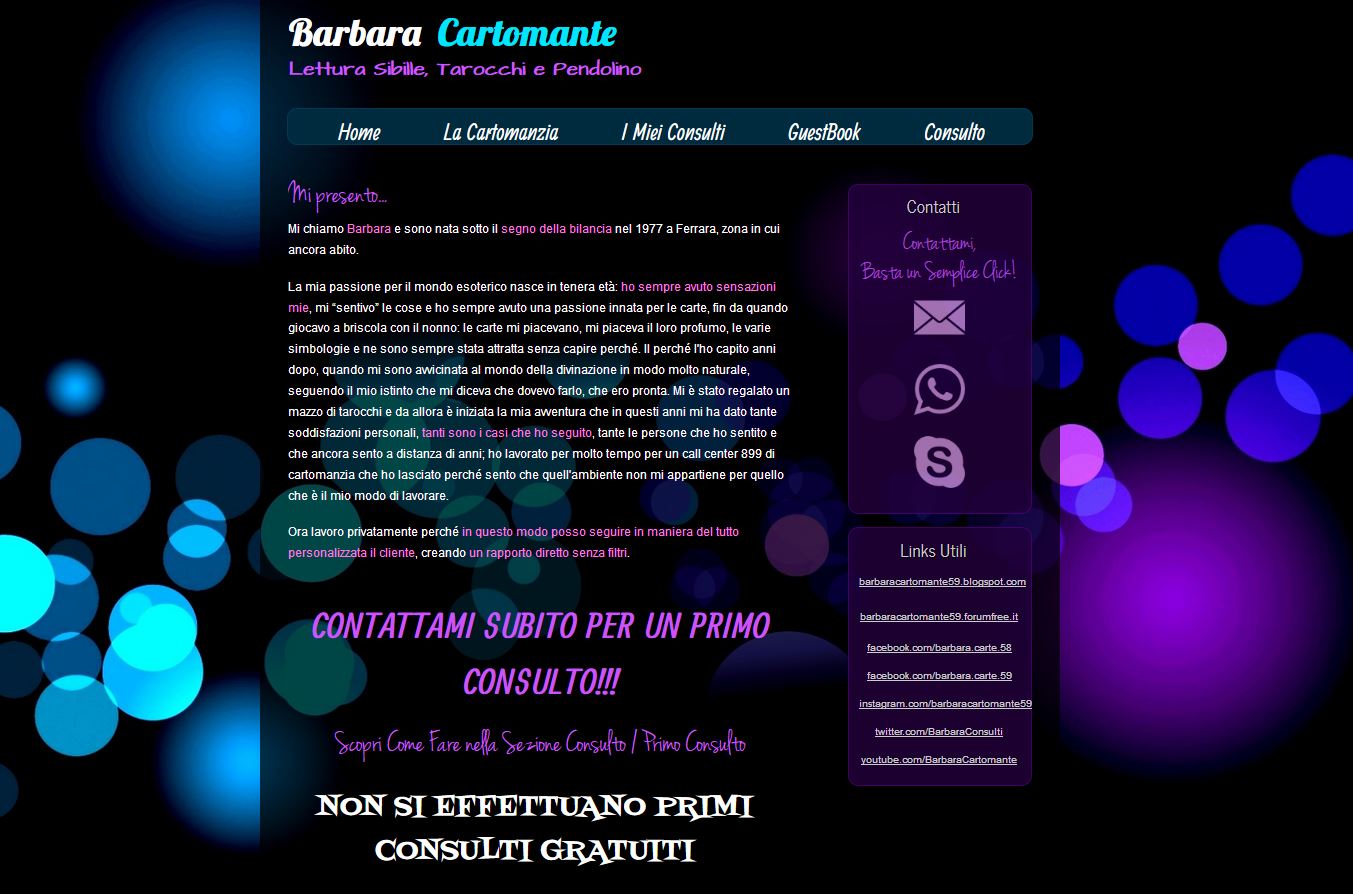 Barbara Cartomante
Lettura Sibille, Tarocchi e Pendolino
Home La Cartomanzia I Miei Consulti GuestBook Consulto
Mi presento...
Mi chiamo Barbara e sono nata sotto il segno della bilancia nel 1977 a Ferrara, zona in cui
ancora abito.
La mia passione per il mondo esoterico nasce in tenera età: ho sempre avuto sensazioni
mie, mi “sentivo” le cose e ho sempre avuto una passione innata per le carte, fin da quando
giocavo a briscola con il nonno: le carte mi piacevano, mi piaceva il loro profumo, le varie
simbologie e ne sono sempre stata attratta senza capire perché. Il perché l'ho capito anni
dopo, quando mi sono avvicinata al mondo della divinazione in modo molto naturale,
seguendo il mio istinto che mi diceva che dovevo farlo, che ero pronta. Mi è stato regalato un
mazzo di tarocchi e da allora è iniziata la mia avventura che in questi anni mi ha dato tante
soddisfazioni personali, tanti sono i casi che ho seguito, tante le persone che ho sentito e
che ancora sento a distanza di anni; ho lavorato per molto tempo per un call center 899 di
cartomanzia che ho lasciato perché sento che quell'ambiente non mi appartiene per quello
che è il mio modo di lavorare.
Ora lavoro privatamente perché in questo modo posso seguire in maniera del tutto
personalizzata il cliente, creando un rapporto diretto senza filtri.
CONTATTAMI SUBITO PER UN PRIMO
CONSULTO!!!
Scopri Come Fare nella Sezione Consulto / Primo Consulto
NON SI EFFETTUANO PRIMI
CONSULTI GRATUITI
Contatti
Contattami,
Basta un Semplice Click!
Links Utili
barbaracartomante59.blogspot.com
barbaracartomante59.forumfree.it
facebook.com/barbara.carte.58
facebook.com/barbara.carte.59
instagram.com/barbaracartomante59
twitter.com/BarbaraConsulti
youtube.com/BarbaraCartomante